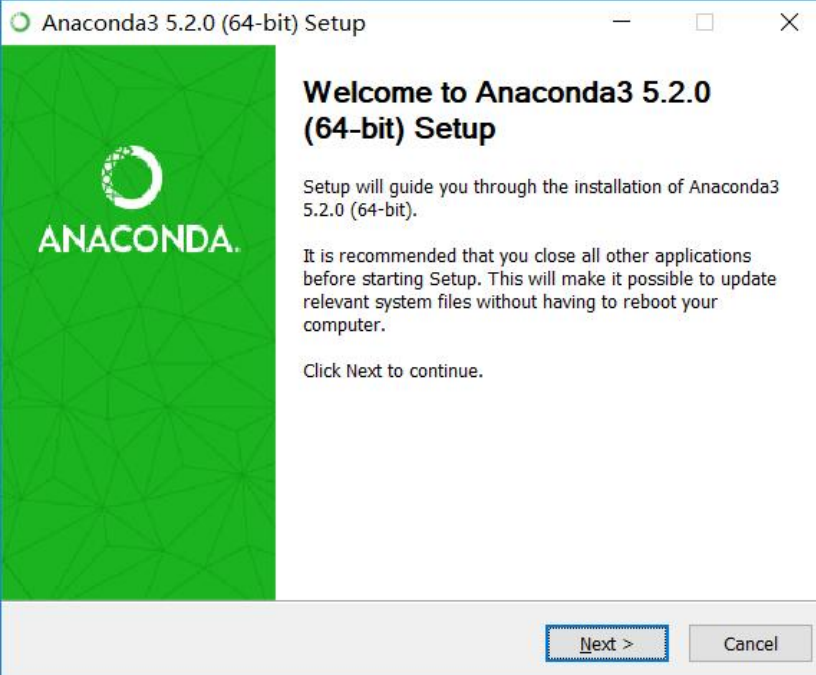 Anaconda3 5.2.0 (64-bit) Setup
ANACONDA.
Welcome to Anaconda3 5.2.0
(64-bit) Setup
Setup will guide you through the installation of Anaconda3
5.2.0 (64-bit).
It is recommended that you close all other applications
before starting Setup. This will make it possible to update
relevant system files without having to reboot your
computer.
Click Next to continue.
Next >
Cancel